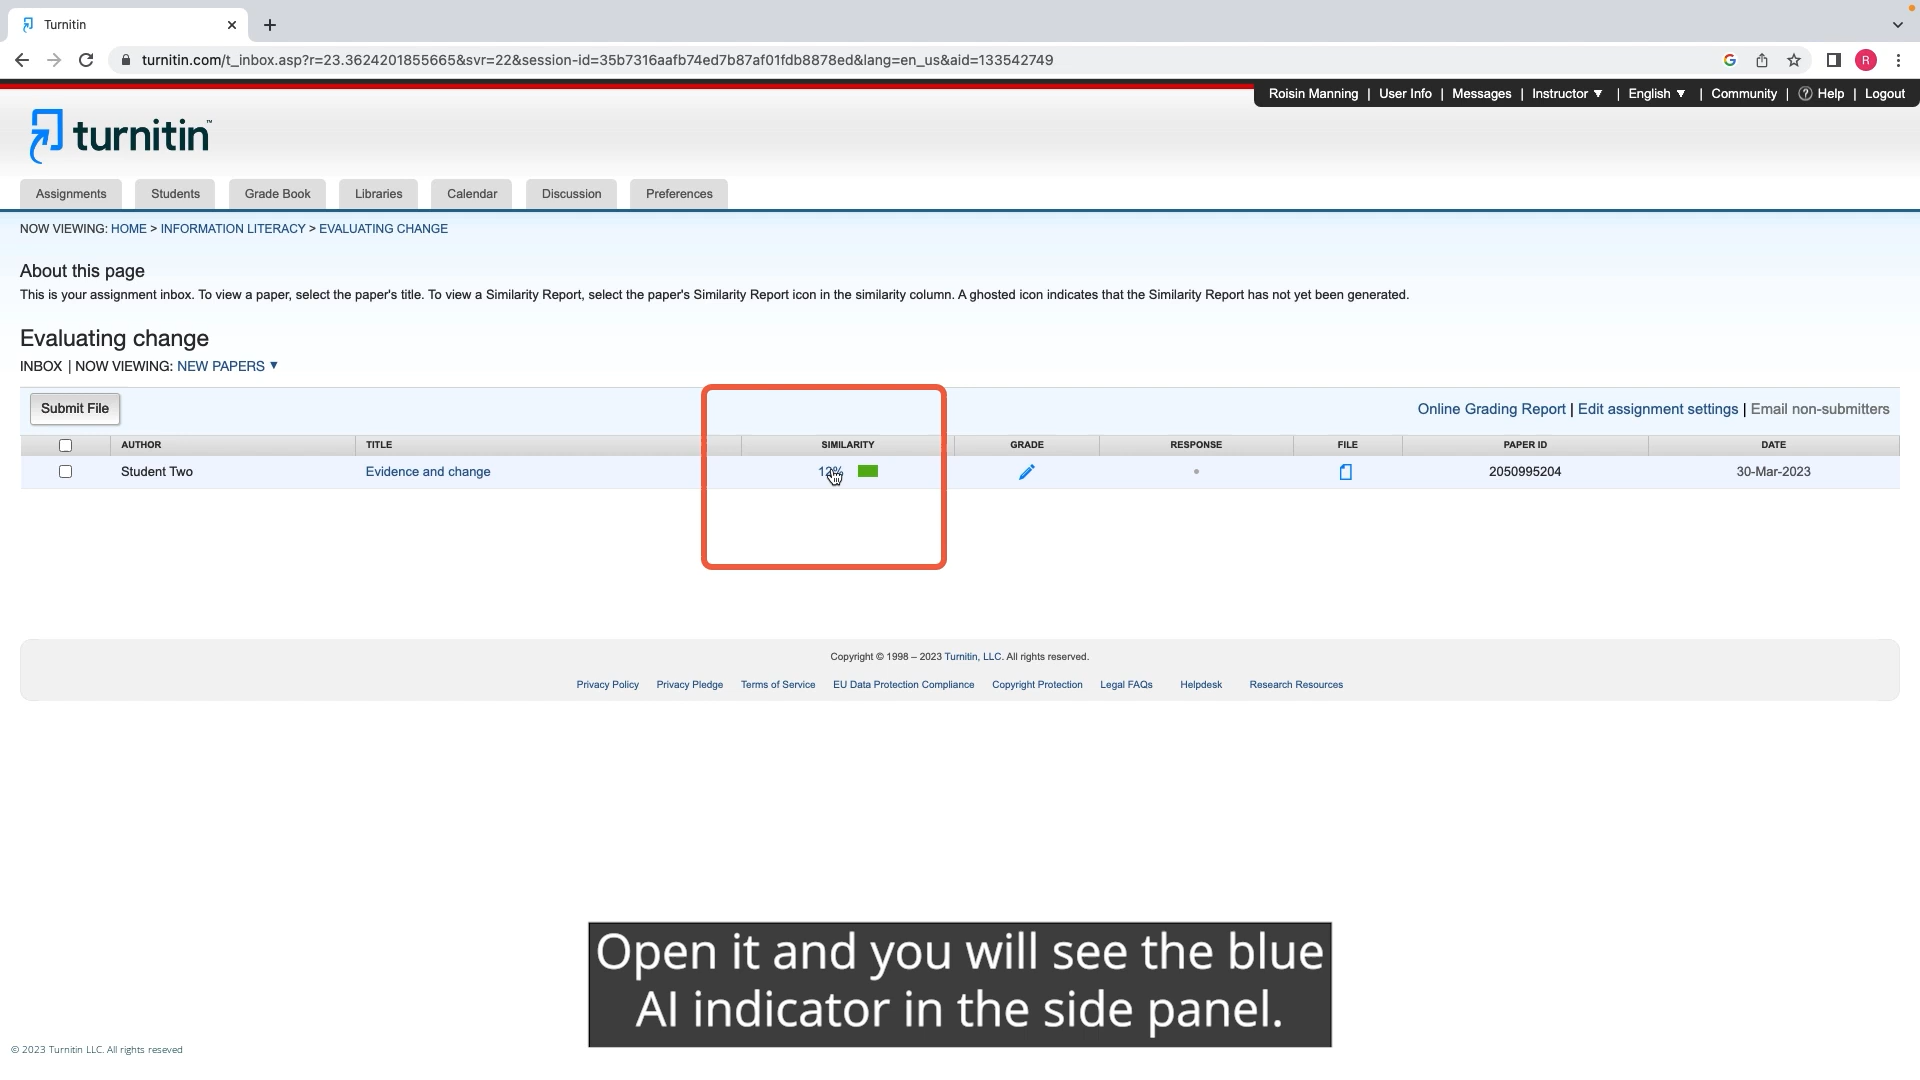 Turnitin
turnitin.com/t_inbox.asp?r=23.3624201855665&svr=22&session-id=35b7316aafb74ed7b87af01fdb8878ed&lang=en_us&aid=133542749
R
Roisin Manning | User Info | Messages | Instructor ▼ | English ▼ | Community | ? Help | Logout
turnitin™
Assignments Students Grade Book Libraries Calendar Discussion Preferences
NOW VIEWING: HOME > INFORMATION LITERACY > EVALUATING CHANGE
About this page
This is your assignment inbox. To view a paper, select the paper's title. To view a Similarity Report, select the paper's Similarity Report icon in the similarity column. A ghosted icon indicates that the Similarity Report has not yet been generated.
Evaluating change
INBOX | NOW VIEWING: NEW PAPERS ▼
Submit File
Online Grading Report | Edit assignment settings | Email non-submitters
AUTHOR TITLE SIMILARITY GRADE RESPONSE FILE PAPER ID DATE
Student Two Evidence and change 12% 2050995204 30-Mar-2023
Copyright © 1998 – 2023 Turnitin, LLC. All rights reserved.
Privacy Policy Privacy Pledge Terms of Service EU Data Protection Compliance Copyright Protection Legal FAQs Helpdesk Research Resources
Open it and you will see the blue
AI indicator in the side panel.
© 2023 Turnitin LLC. All rights reseved